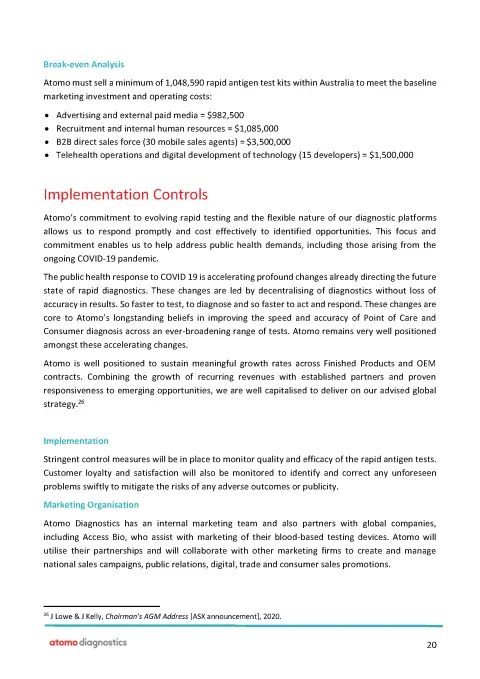 Break-even Analysis
Atomo must sell a minimum of 1,048,590 rapid antigen test kits within Australia to meet the baseline
marketing investment and operating costs:
• Advertising and external paid media = $982,500
• Recruitment and internal human resources = $1,085,000
• B2B direct sales force (30 mobile sales agents) = $3,500,000
• Telehealth operations and digital development of technology (15 developers) = $1,500,000
Implementation Controls
Atomo's commitment to evolving rapid testing and the flexible nature of our diagnostic platforms
allows us to respond promptly and cost effectively to identified opportunities. This focus and
commitment enables us to help address public health demands, including those arising from the
ongoing COVID-19 pandemic.
The public health response to COVID 19 is accelerating profound changes already directing the future
state of rapid diagnostics. These changes are led by decentralising of diagnostics without loss of
accuracy in results. So faster to test, to diagnose and so faster to act and respond. These changes are
core to Atomo's longstanding beliefs in improving the speed and accuracy of Point of Care and
Consumer diagnosis across an ever-broadening range of tests. Atomo remains very well positioned
amongst these accelerating changes.
Atomo is well positioned to sustain meaningful growth rates across Finished Products and OEM
contracts. Combining the growth of recurring revenues with established partners and proven
responsiveness to emerging opportunities, we are well capitalised to deliver on our advised global
strategy.26
Implementation
Stringent control measures will be in place to monitor quality and efficacy of the rapid antigen tests.
Customer loyalty and satisfaction will also be monitored to identify and correct any unforeseen
problems swiftly to mitigate the risks of any adverse outcomes or publicity.
Marketing Organisation
Atomo Diagnostics has an internal marketing team and also partners with global companies,
including Access Bio, who assist with marketing of their blood-based testing devices. Atomo will
utilise their partnerships and will collaborate with other marketing firms to create and manage
national sales campaigns, public relations, digital, trade and consumer sales promotions.
26 J Lowe & J Kelly, Chairman's AGM Address [ASX announcement], 2020.
atomo diagnostics
20